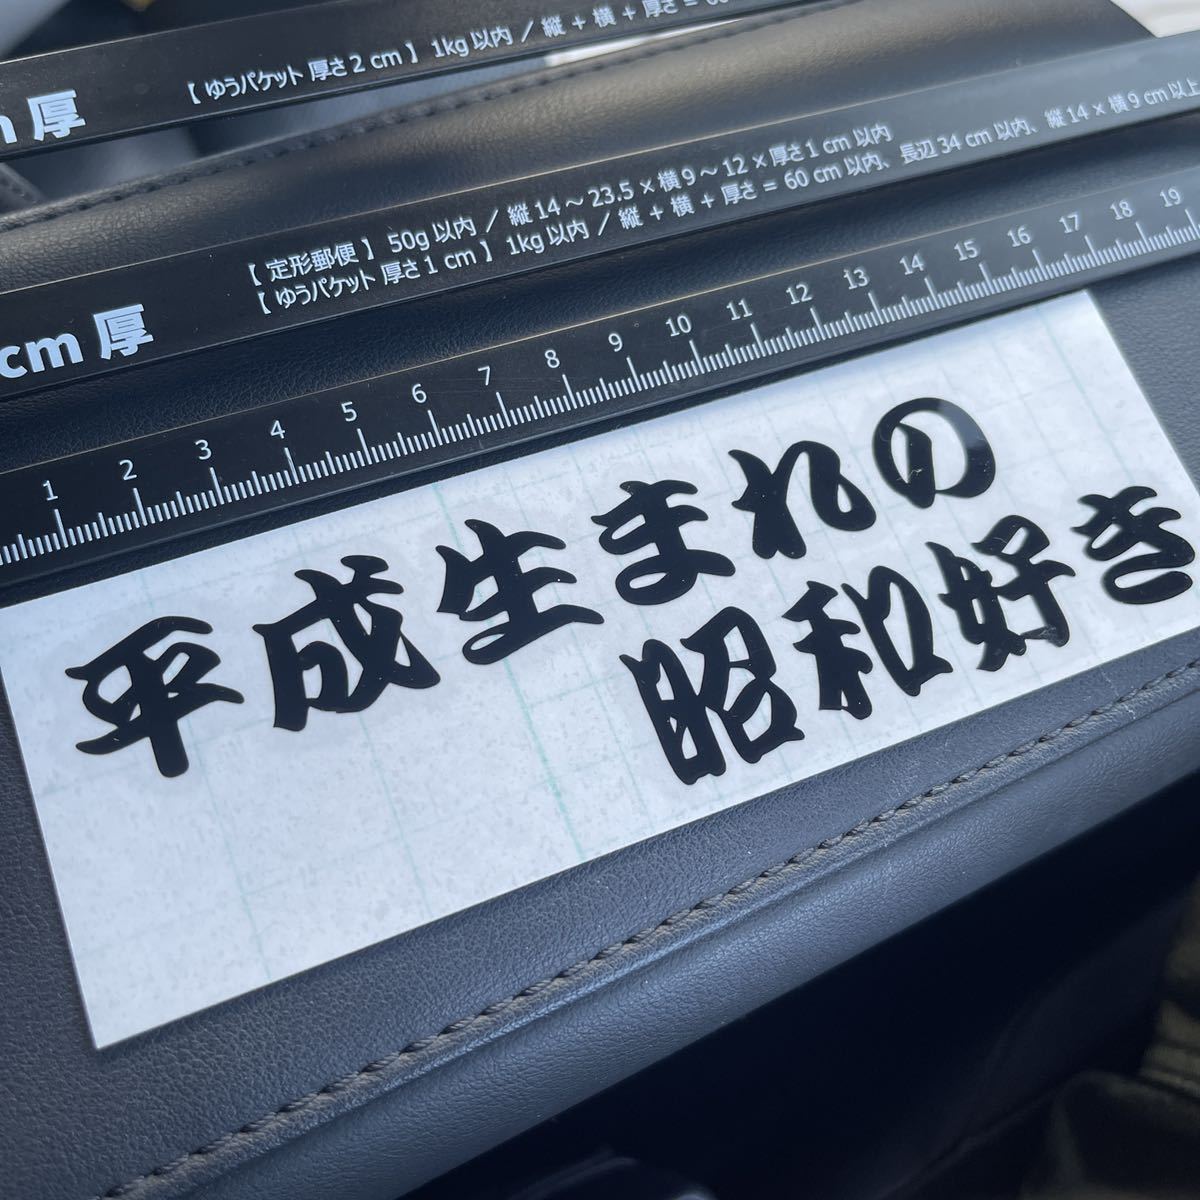 【 ゆうパケット 厚さ 2 cm 】 1kg 以内 ／ 縦 ＋ 横 ＋ 厚さ ＝
厚
【 定形郵便 】 50g 以内 ／ 縦 14 ～ 23.5 × 横 9 ～ 12 × 厚さ 1 cm 以内
【 ゆうパケット 厚さ 1 cm 】 1kg 以内 ／ 縦 ＋ 横 ＋ 厚さ ＝ 60 cm 以内、長辺 34 cm 以内、縦 14 × 横 9 cm 以上
cm 厚
1 2 3 4 5 6 7 8 9 10 11 12 13 14 15 16 17 18 19
平成生まれの
昭和好き